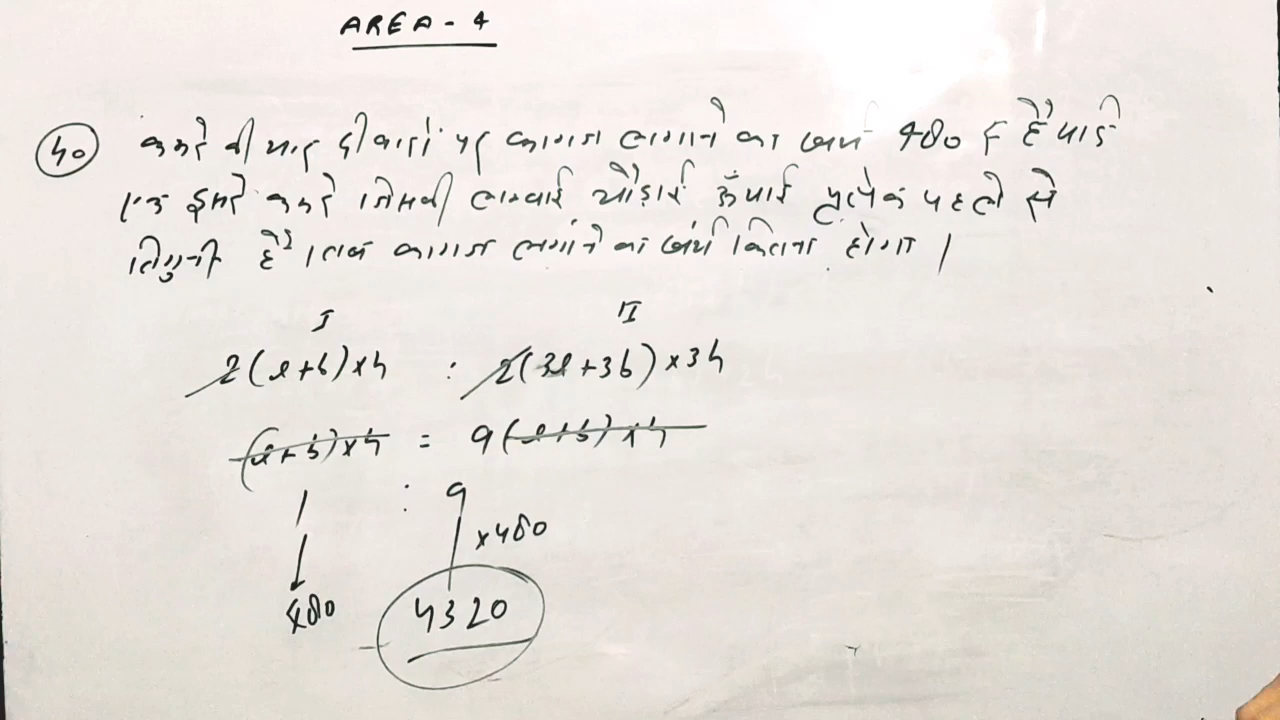 AREA - 4
40 कमरे की चार दीवारों पर कागज लगाने का खर्च 480 रु है यदि
एक दूसरे कमरे जिसकी लम्बाई चौड़ाई ऊँचाई प्रत्येक पहले से
तिगुनी है। तब कागज लगाने का खर्च कितना होगा।
I II
2(l+b)×h : 2(3l+3b)×3h
(l+b)×h = 9(l+b)×h
1 : 9
×480
480 4320